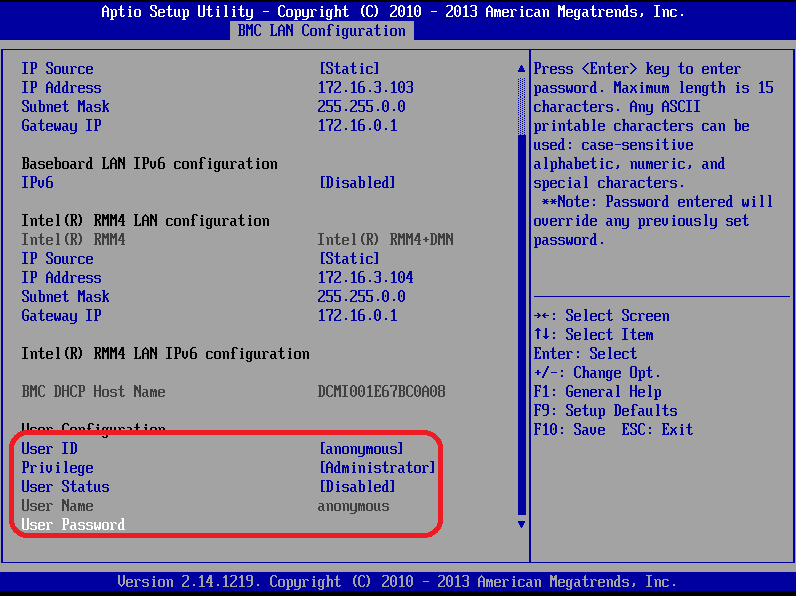 Aptio Setup Utility - Copyright (C) 2010 - 2013 American Megatrends, Inc.
BMC LAN Configuration
IP Source [Static]
IP Address 172.16.3.103
Subnet Mask 255.255.0.0
Gateway IP 172.16.0.1
Baseboard LAN IPv6 configuration
IPv6 [Disabled]
Intel(R) RMM4 LAN configuration
Intel(R) RMM4 Intel(R) RMM4+DMN
IP Source [Static]
IP Address 172.16.3.104
Subnet Mask 255.255.0.0
Gateway IP 172.16.0.1
Intel(R) RMM4 LAN IPv6 configuration
BMC DHCP Host Name DCMI001E67BC0A08
User Configuration
User ID [anonymous]
Privilege [Administrator]
User Status [Disabled]
User Name anonymous
User Password
Press <Enter> key to enter
password. Maximum length is 15
characters. Any ASCII
printable characters can be
used: case-sensitive
alphabetic, numeric, and
special characters.
**Note: Password entered will
override any previously set
password.
→←: Select Screen
↑↓: Select Item
Enter: Select
+/-: Change Opt.
F1: General Help
F9: Setup Defaults
F10: Save ESC: Exit
Version 2.14.1219. Copyright (C) 2010 - 2013 American Megatrends, Inc.